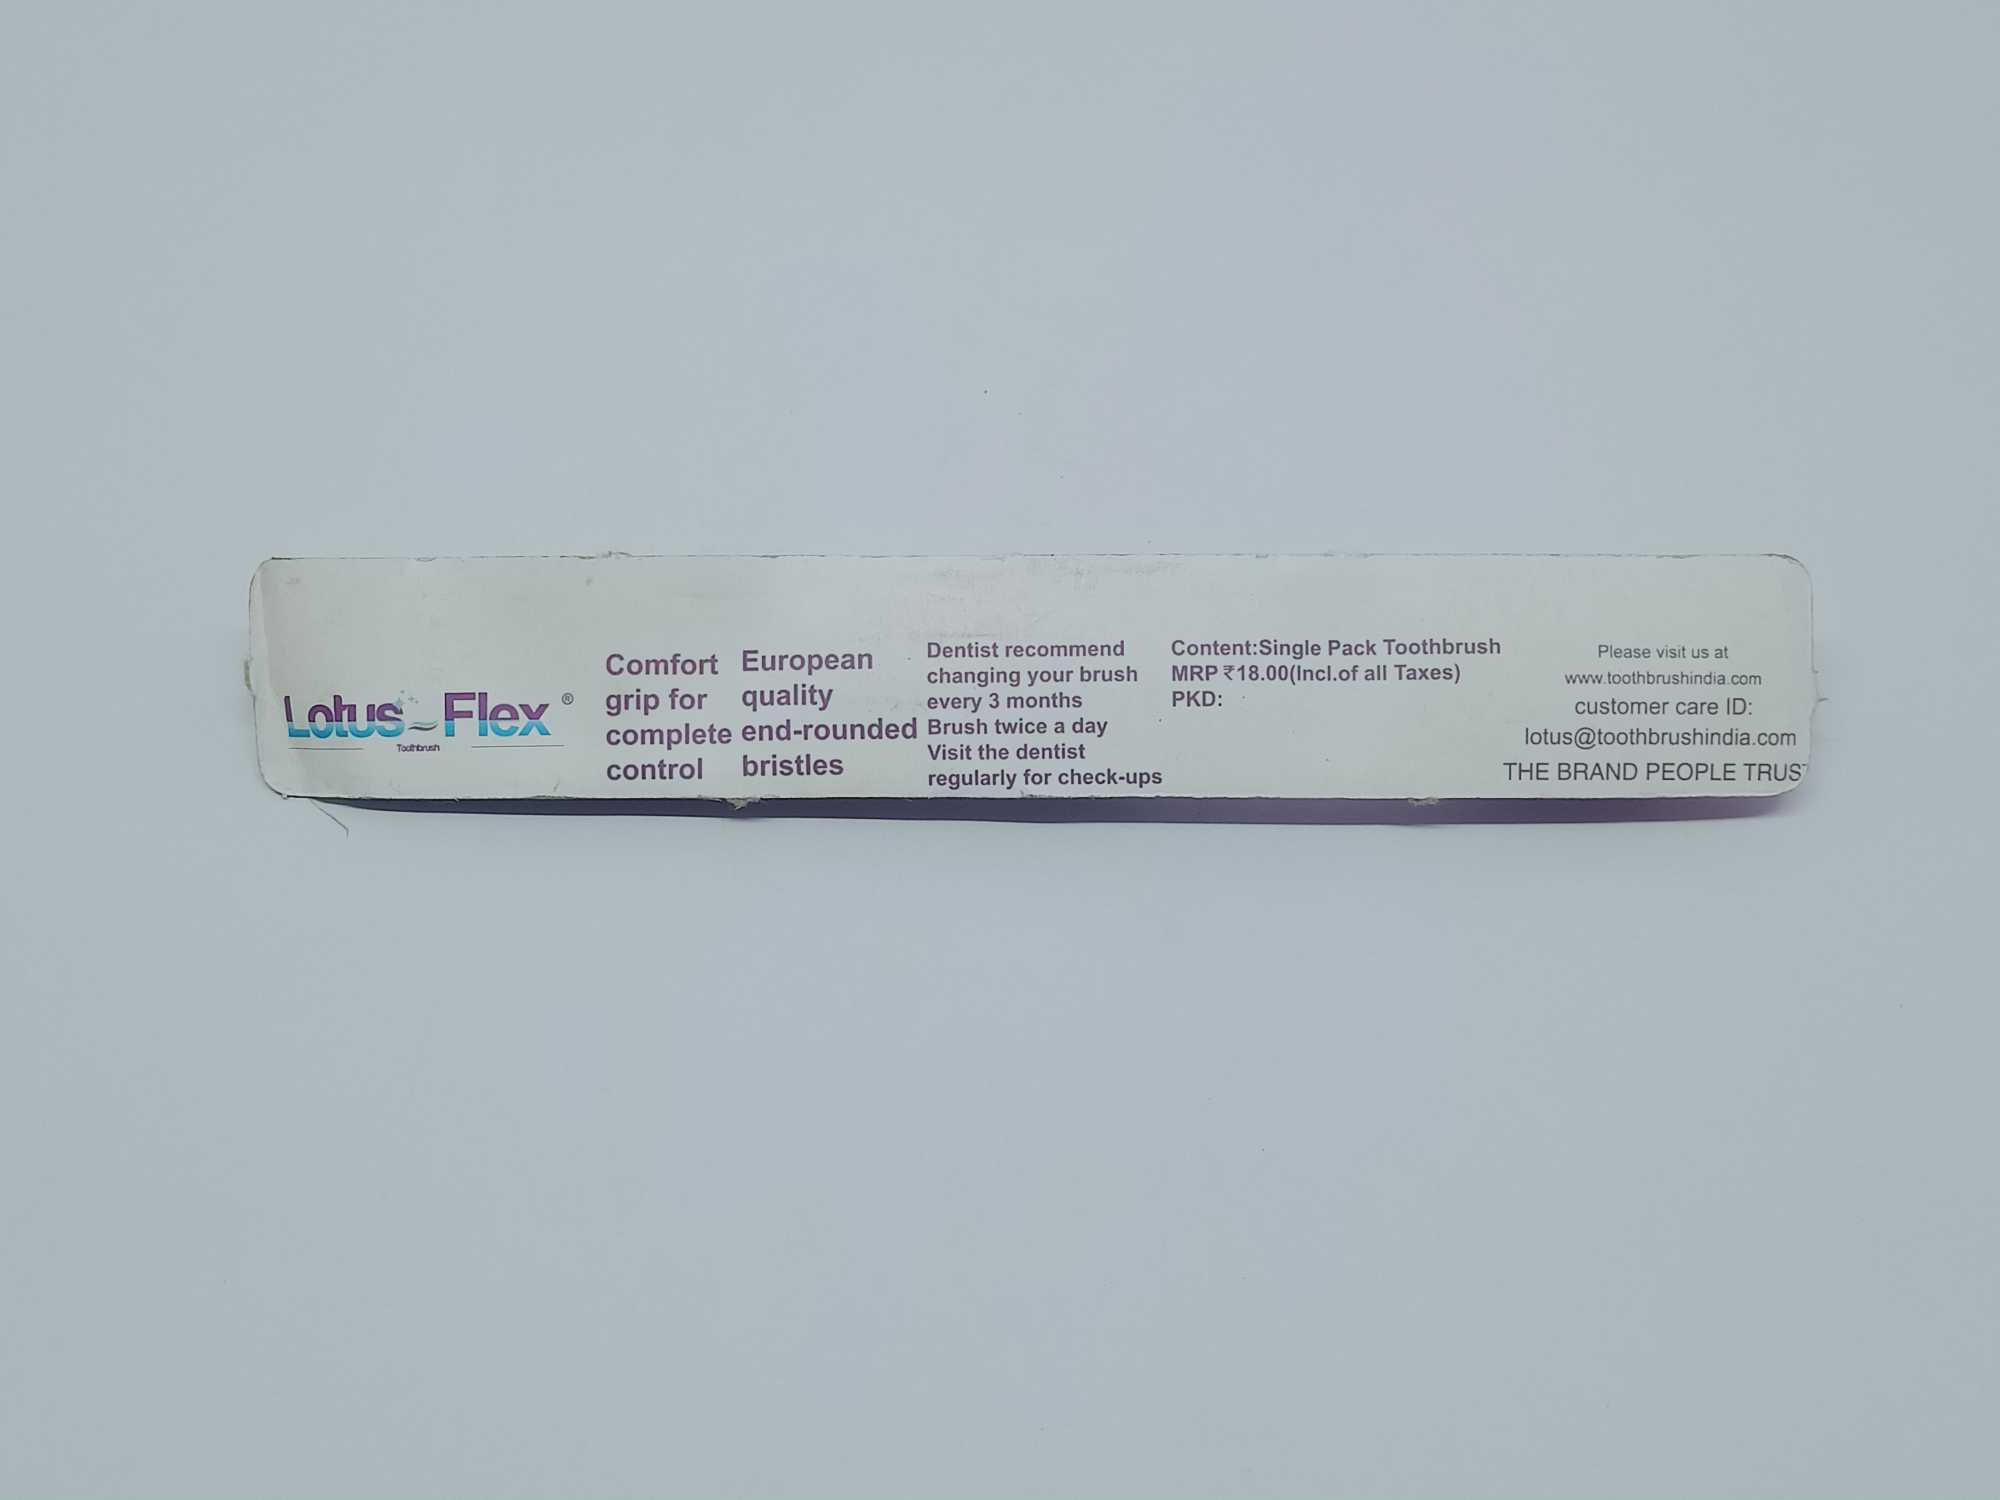 Lotus Flex ®
Toothbrush
Comfort
grip for
complete
control
European
quality
end-rounded
bristles
Dentist recommend
changing your brush
every 3 months
Brush twice a day
Visit the dentist
regularly for check-ups
Content:Single Pack Toothbrush
MRP ₹18.00(Incl.of all Taxes)
PKD:
Please visit us at
www.toothbrushindia.com
customer care ID:
lotus@toothbrushindia.com
THE BRAND PEOPLE TRUS